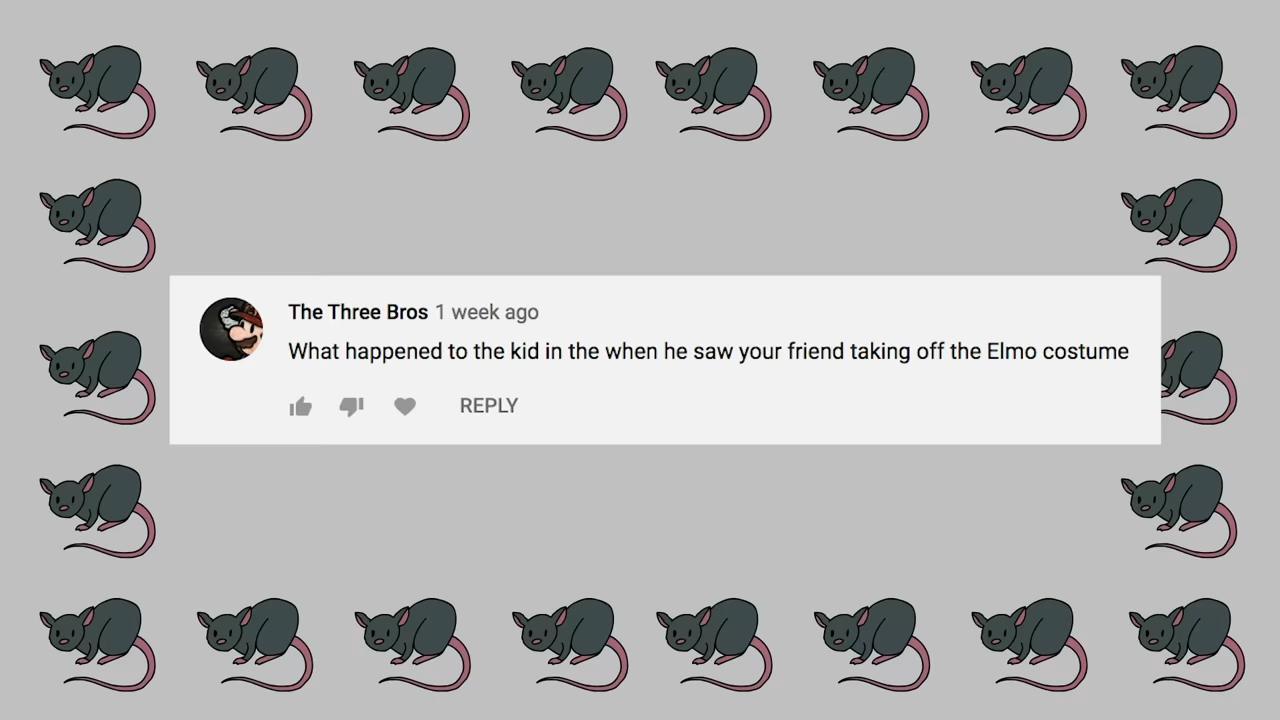 The Three Bros 1 week ago
What happened to the kid in the when he saw your friend taking off the Elmo costume
REPLY